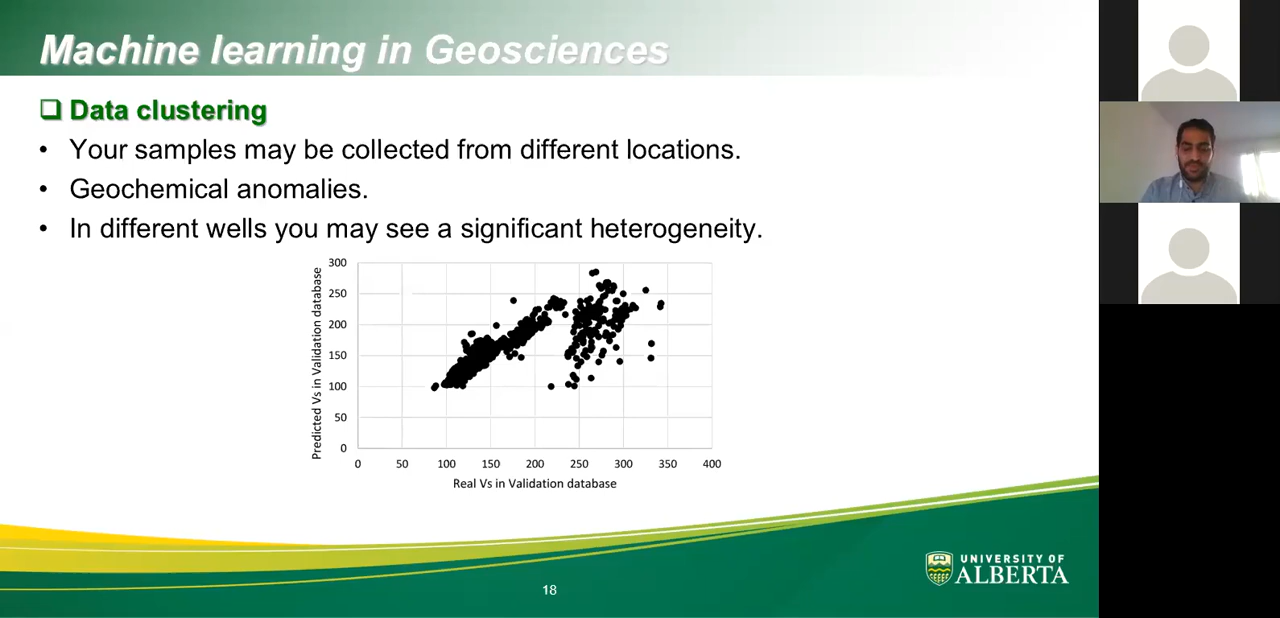 Machine learning in Geosciences
❑ Data clustering
• Your samples may be collected from different locations.
• Geochemical anomalies.
• In different wells you may see a significant heterogeneity.
Predicted Vs in Validation database
300
250
200
150
100
50
0
0 50 100 150 200 250 300 350 400
Real Vs in Validation database
UNIVERSITY OF
ALBERTA
18